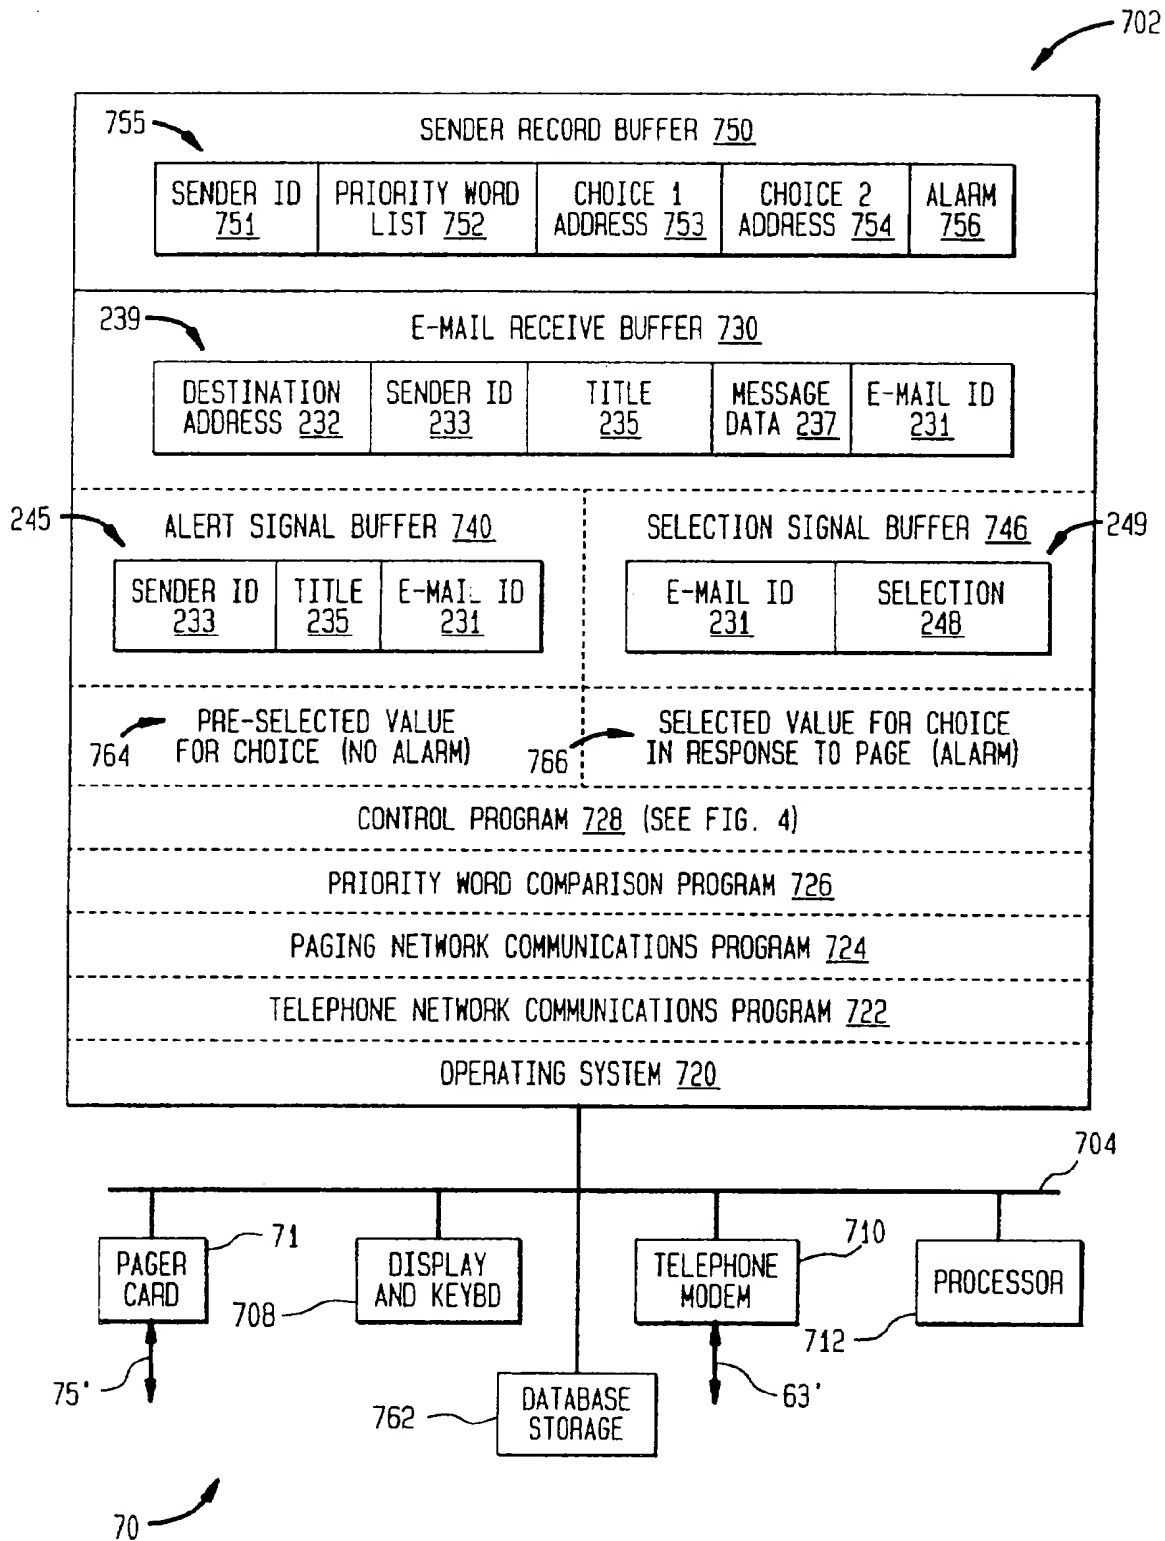 702
755
SENDER RECORD BUFFER 750
SENDER ID
751
PRIORITY WORD
LIST 752
CHOICE 1
ADDRESS 753
CHOICE 2
ADDRESS 754
ALARM
756
239
E-MAIL RECEIVE BUFFER 730
DESTINATION
ADDRESS 232
SENDER ID
233
TITLE
235
MESSAGE
DATA 237
E-MAIL ID
231
245
ALERT SIGNAL BUFFER 740
SENDER ID
233
TITLE
235
E-MAIL ID
231
SELECTION SIGNAL BUFFER 746
249
E-MAIL ID
231
SELECTION
248
764
PRE-SELECTED VALUE
FOR CHOICE (NO ALARM)
766
SELECTED VALUE FOR CHOICE
IN RESPONSE TO PAGE (ALARM)
CONTROL PROGRAM 728 (SEE FIG. 4)
PRIORITY WORD COMPARISON PROGRAM 726
PAGING NETWORK COMMUNICATIONS PROGRAM 724
TELEPHONE NETWORK COMMUNICATIONS PROGRAM 722
OPERATING SYSTEM 720
704
PAGER
CARD
71
DISPLAY
AND KEYBD
708
TELEPHONE
MODEM
710
PROCESSOR
712
75'
63'
DATABASE
STORAGE
762
70